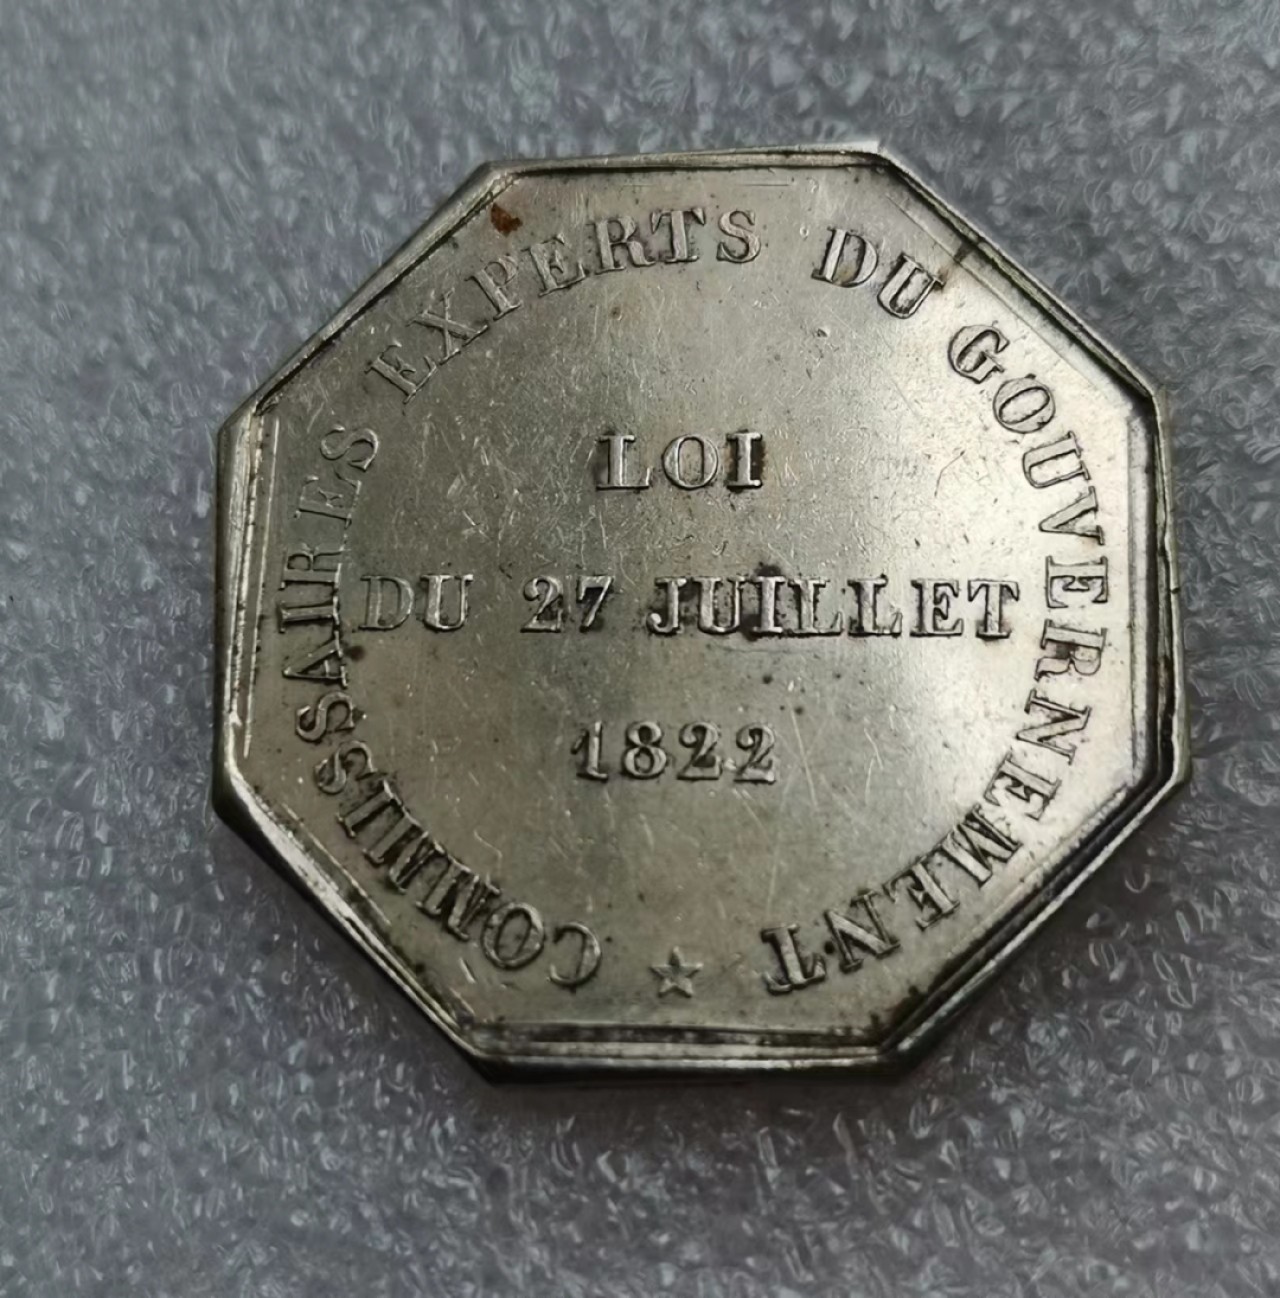 COMMISSAIRES EXPERTS DU GOUVERNEMENT
LOI
DU 27 JUILLET
1822